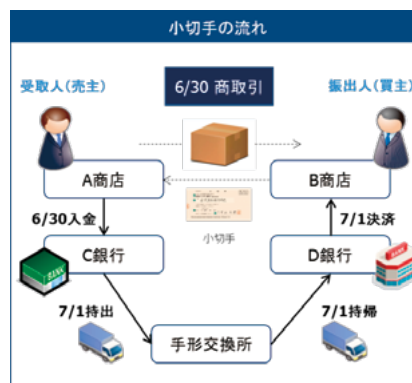 小切手の流れ
受取人(売主)
6/30 商取引
振出人(買主)
A商店
B商店
6/30入金
小切手
7/1決済
C銀行
D銀行
BANK
BANK
7/1持出
7/1持帰
手形交換所